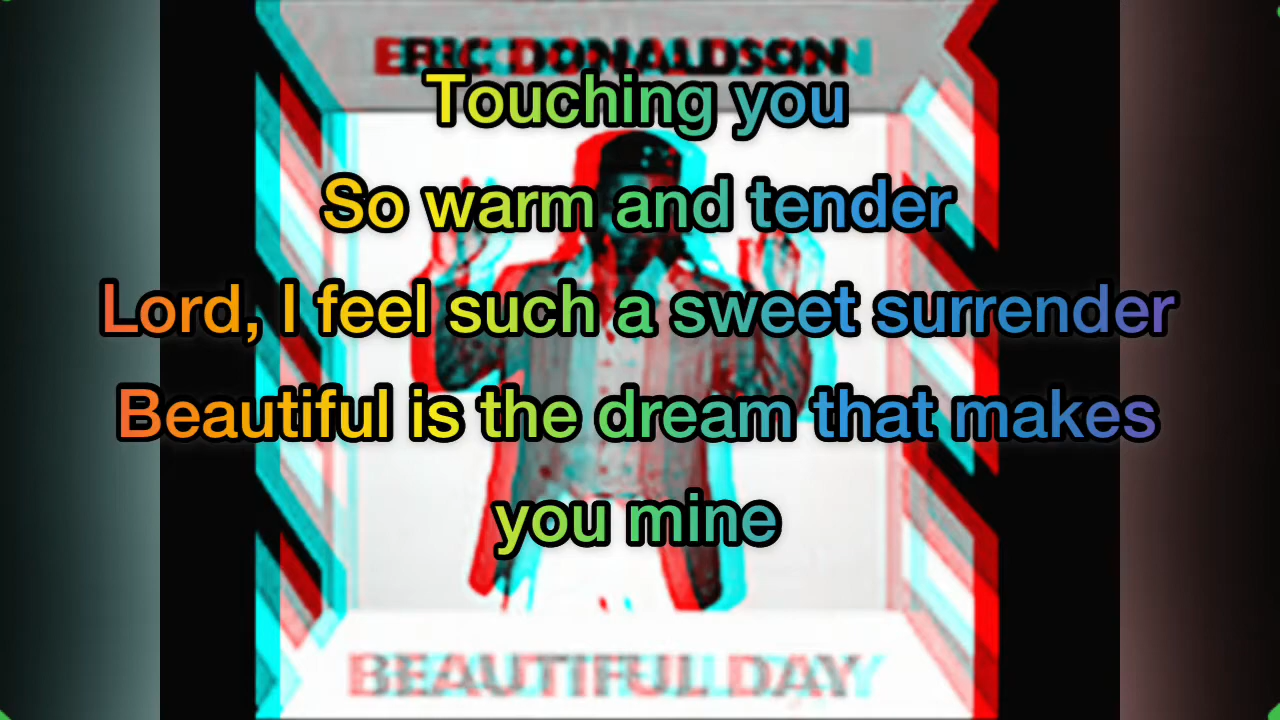 ERIC DONALDSON
Touching you
So warm and tender
Lord, I feel such a sweet surrender
Beautiful is the dream that makes
you mine
BEAUTIFUL DAY